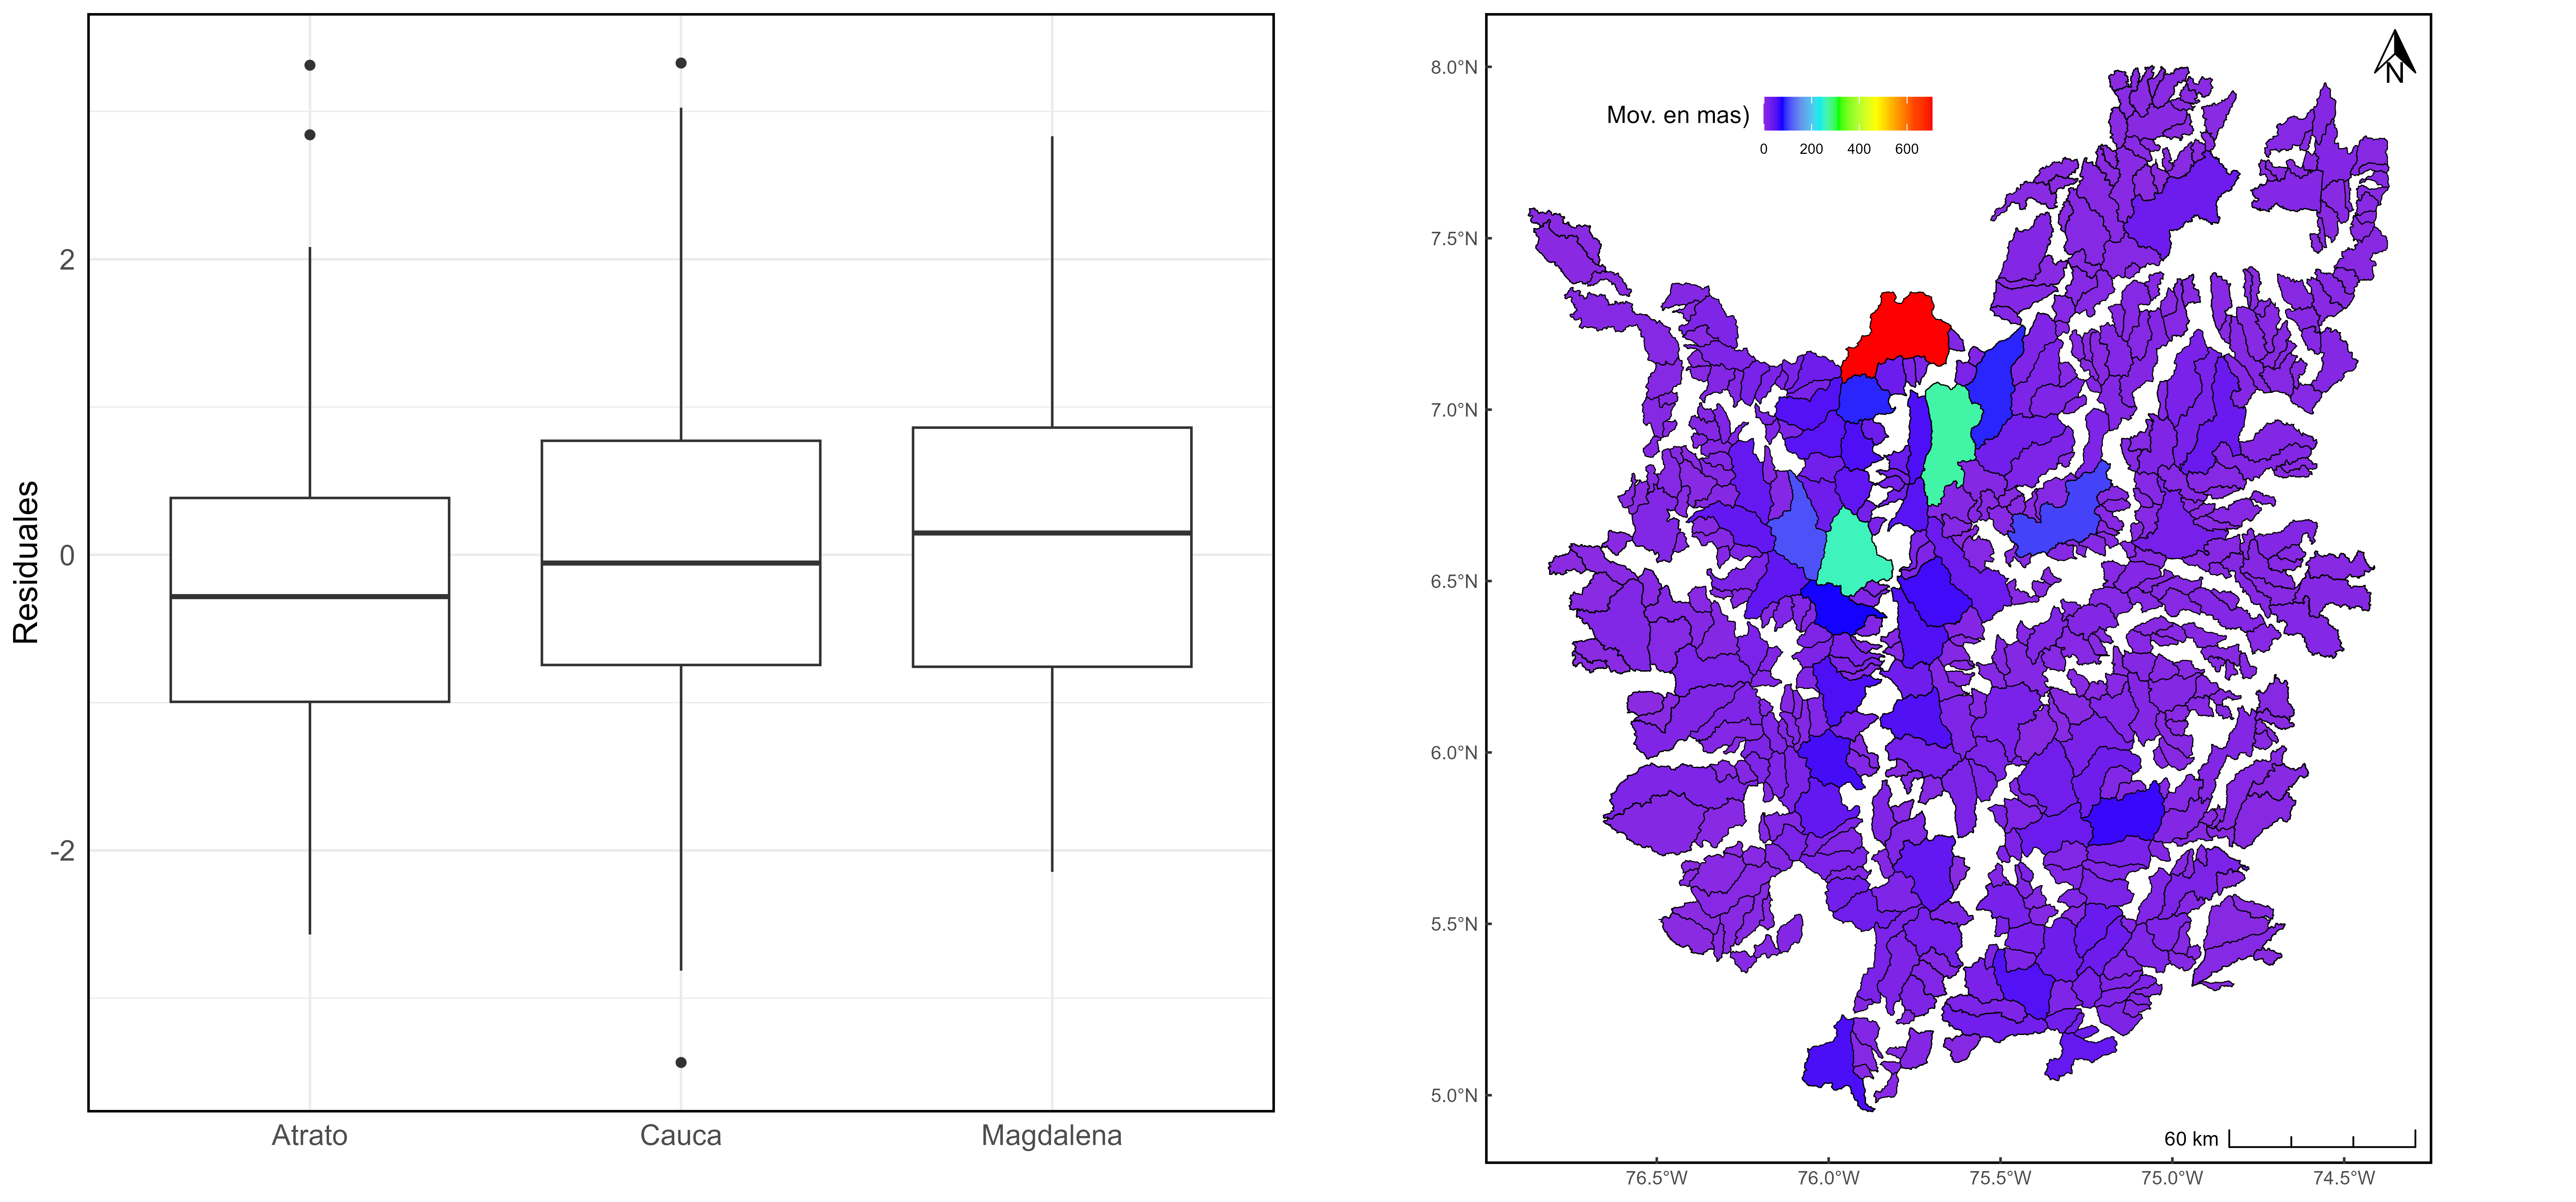 Residuales
2
0
-2
Atrato Cauca Magdalena
N
Mov. en mas)
0 200 400 600
8.0°N
7.5°N
7.0°N
6.5°N
6.0°N
5.5°N
5.0°N
60 km
76.5°W 76.0°W 75.5°W 75.0°W 74.5°W